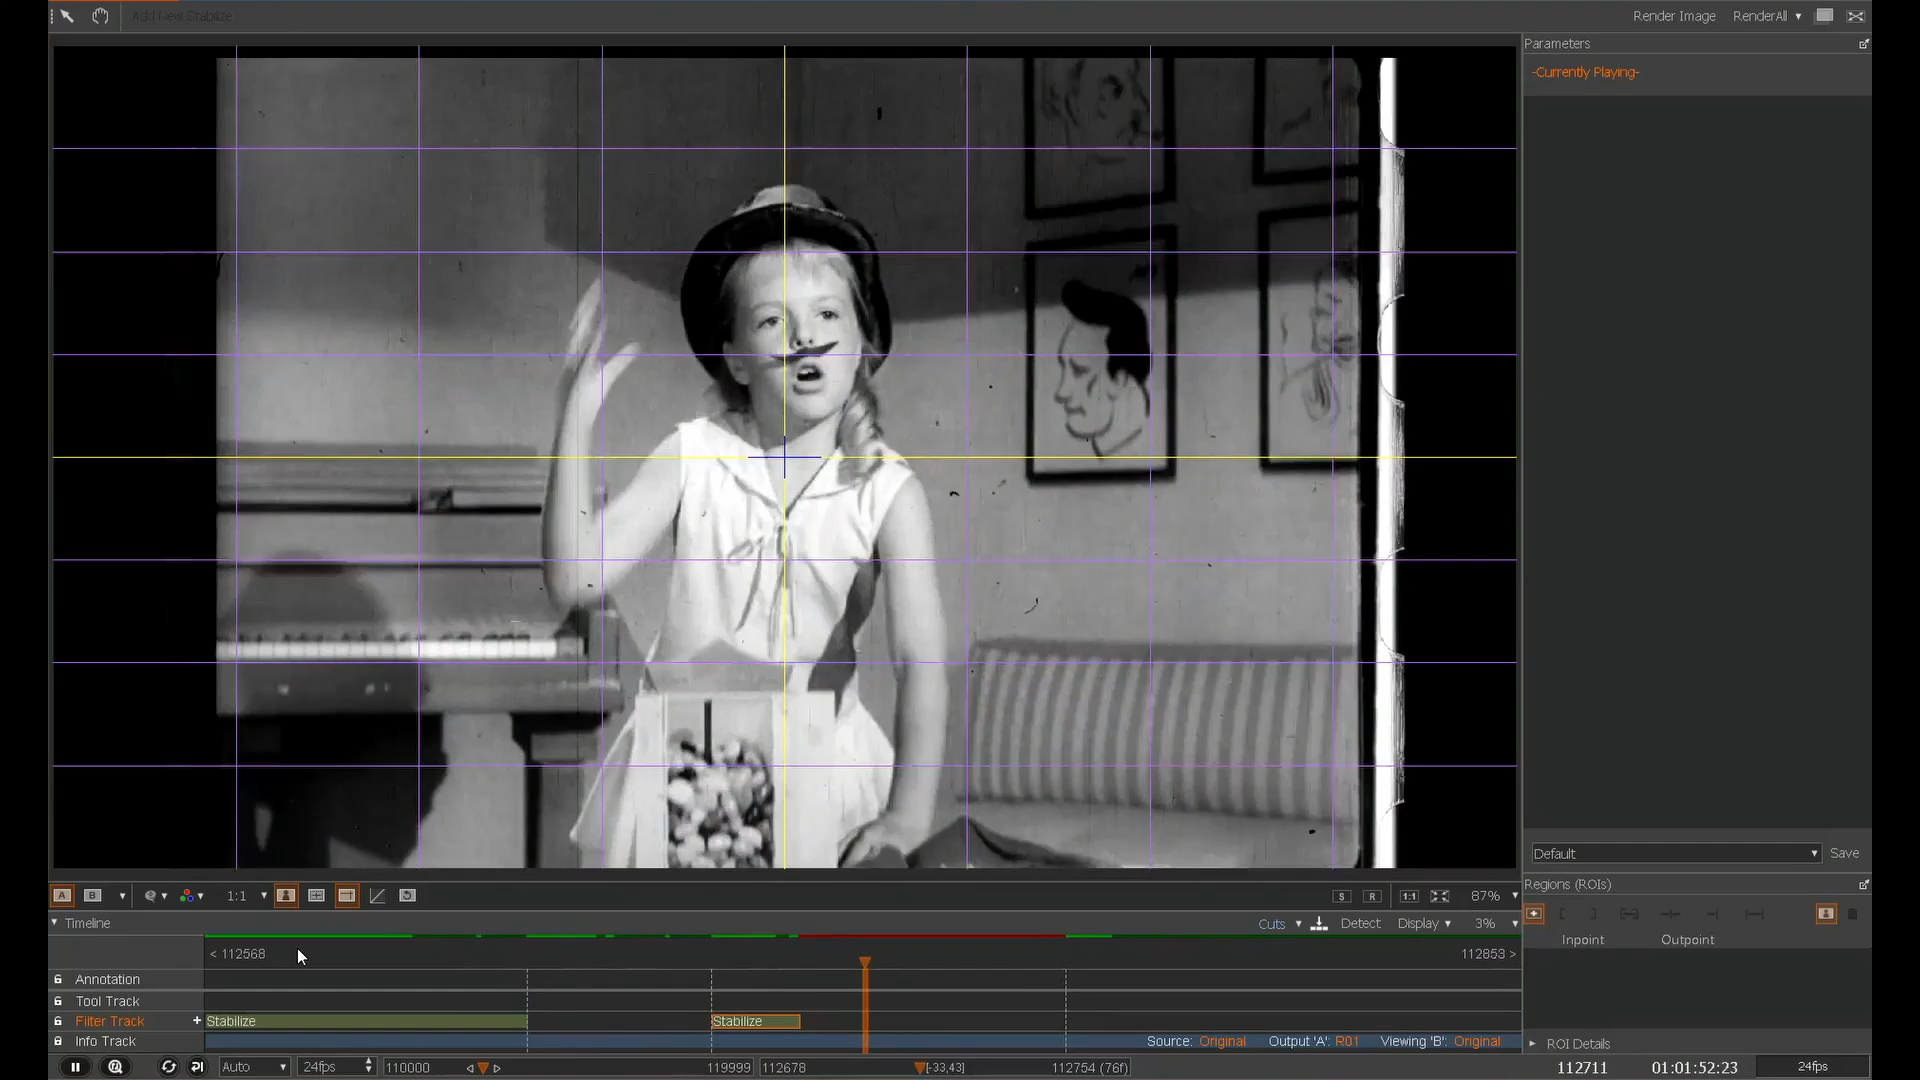 Add New Stabilize
Render Image RenderAll
Parameters
-Currently Playing-
Default Save
Regions (ROIs)
Inpoint Outpoint
ROI Details
A B 1:1 S R 1:1 87%
Timeline Cuts Detect Display 3%
< 112568 112853 >
Annotation
Tool Track
Filter Track + Stabilize Stabilize
Info Track Source: Original Output 'A': R01 Viewing 'B': Original
Auto 24fps 110000 119999 112678 [-33,43] 112754 (76f) 112711 01:01:52:23 24fps